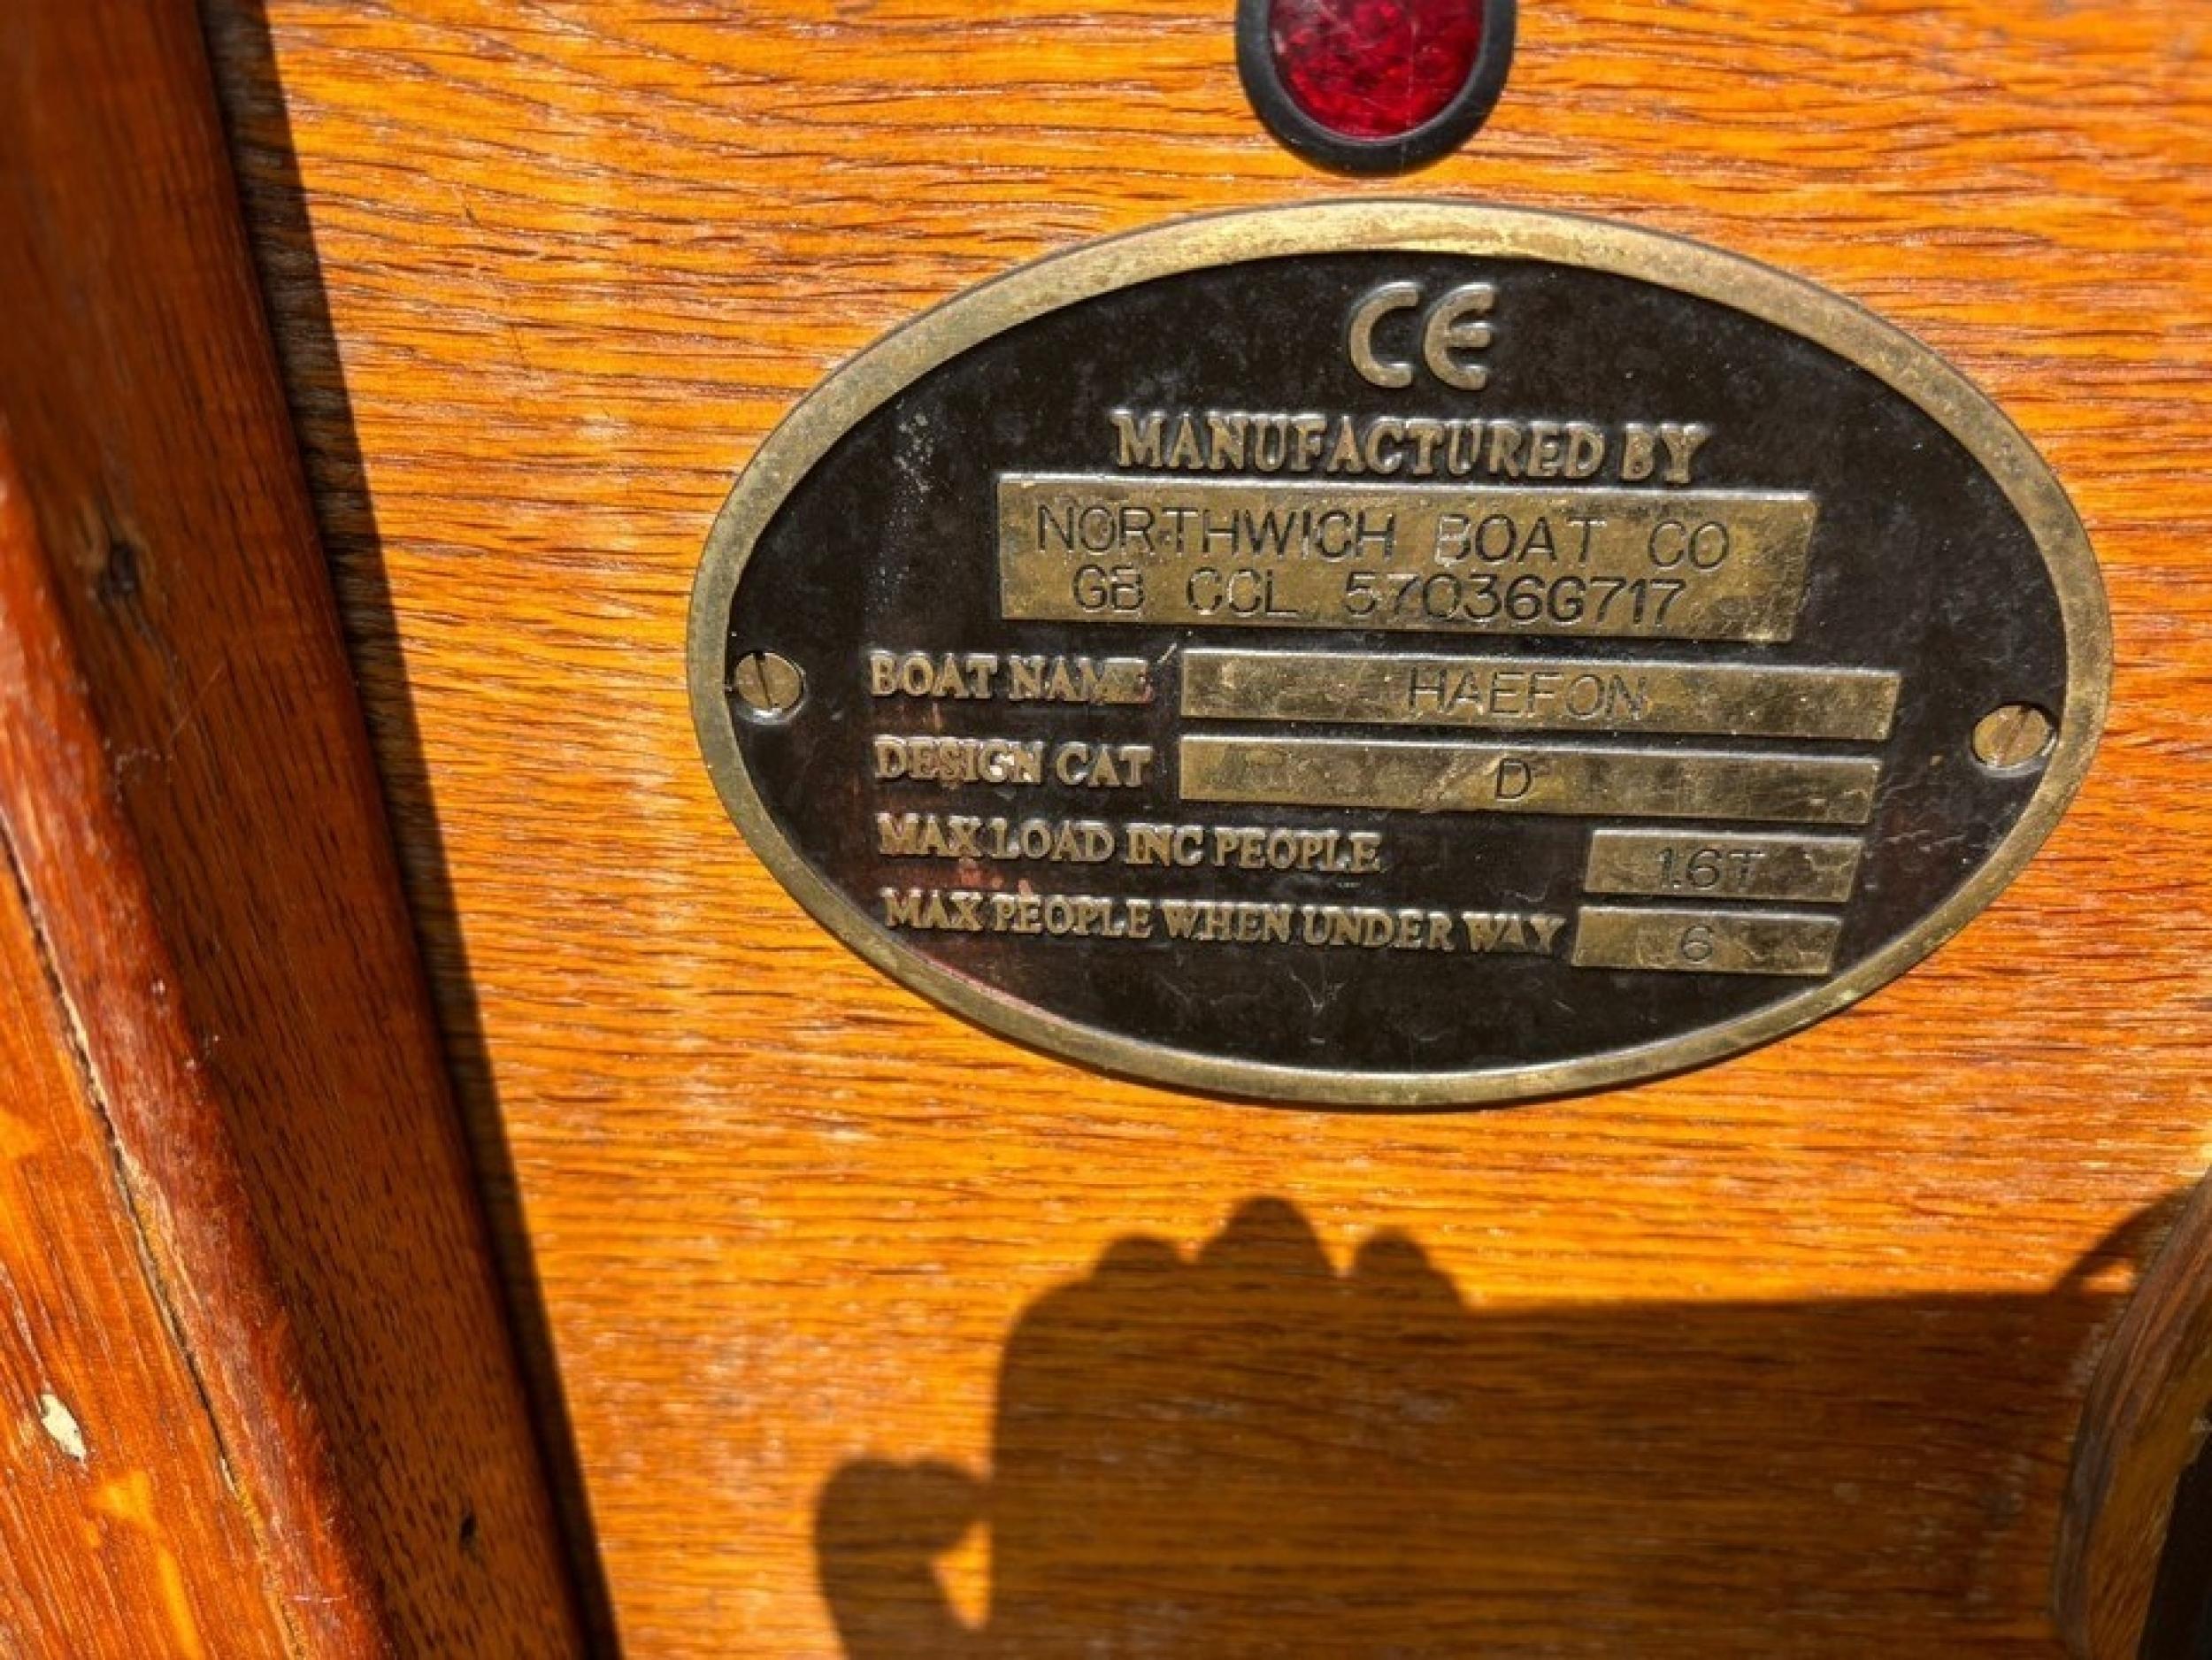 CE
MANUFACTURED BY
NORTHWICH BOAT CO
GB CCL 57036G717
BOAT NAME HAEFON
DESIGN CAT D
MAX LOAD INC PEOPLE 1.6T
MAX PEOPLE WHEN UNDER WAY 6